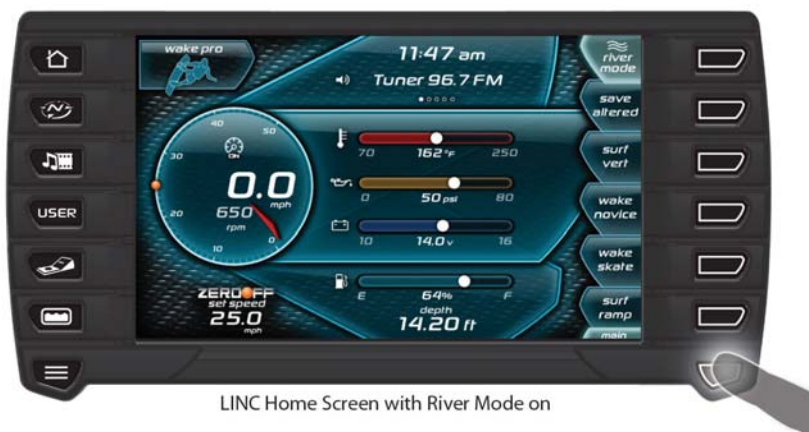 wake pro
11:47 am
Tuner 96.7 FM
river
mode
save
altered
surf
vert
wake
novice
wake
skate
surf
ramp
main
USER
N
40
50
30
20
10
0
ON
0.0
mph
650
rpm
70
162 °F
250
0
50 psi
80
10
14.0 v
16
E
64%
F
depth
14.20 ft
ZEROFF
set speed
25.0
mph
LINC Home Screen with River Mode on